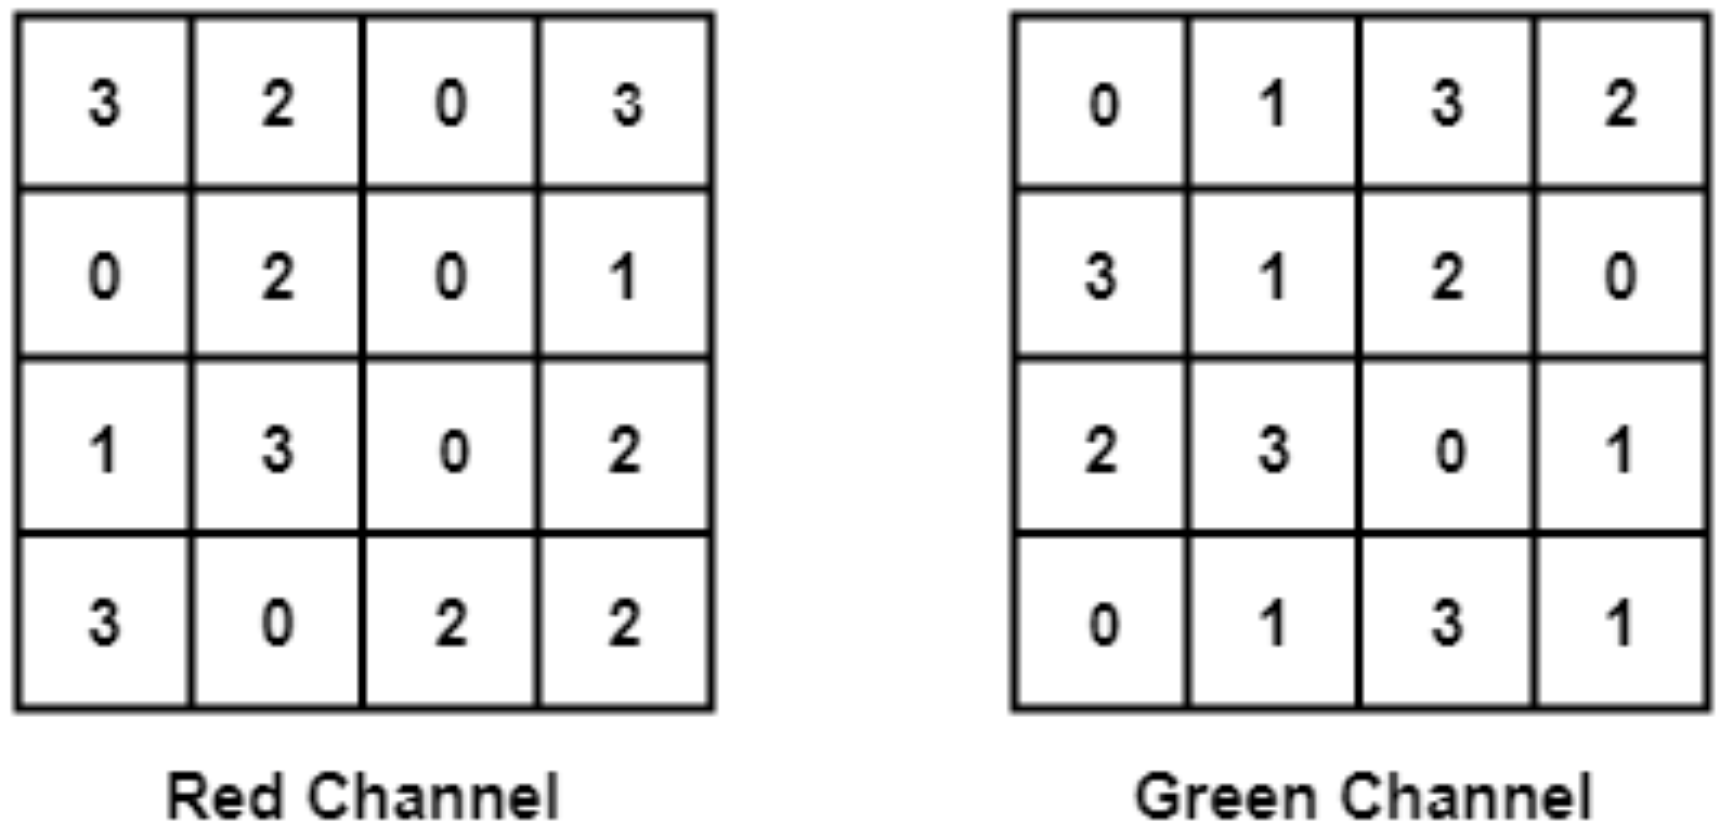 3 2 0 3 0 1 3 2
0 2 0 1 3 1 2 0
1 3 0 2 2 3 0 1
3 0 2 2 0 1 3 1
Red Channel Green Channel